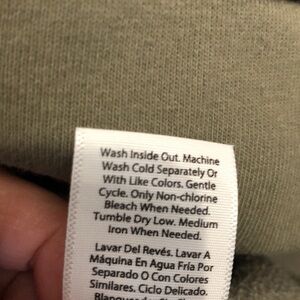 Wash Inside Out. Machine
Wash Cold Separately Or
With Like Colors. Gentle
Cycle. Only Non-chlorine
Bleach When Needed.
Tumble Dry Low. Medium
Iron When Needed.
Lavar Del Revés. Lavar A
Máquina En Agua Fría Por
Separado O Con Colores
Similares. Ciclo Delicado.